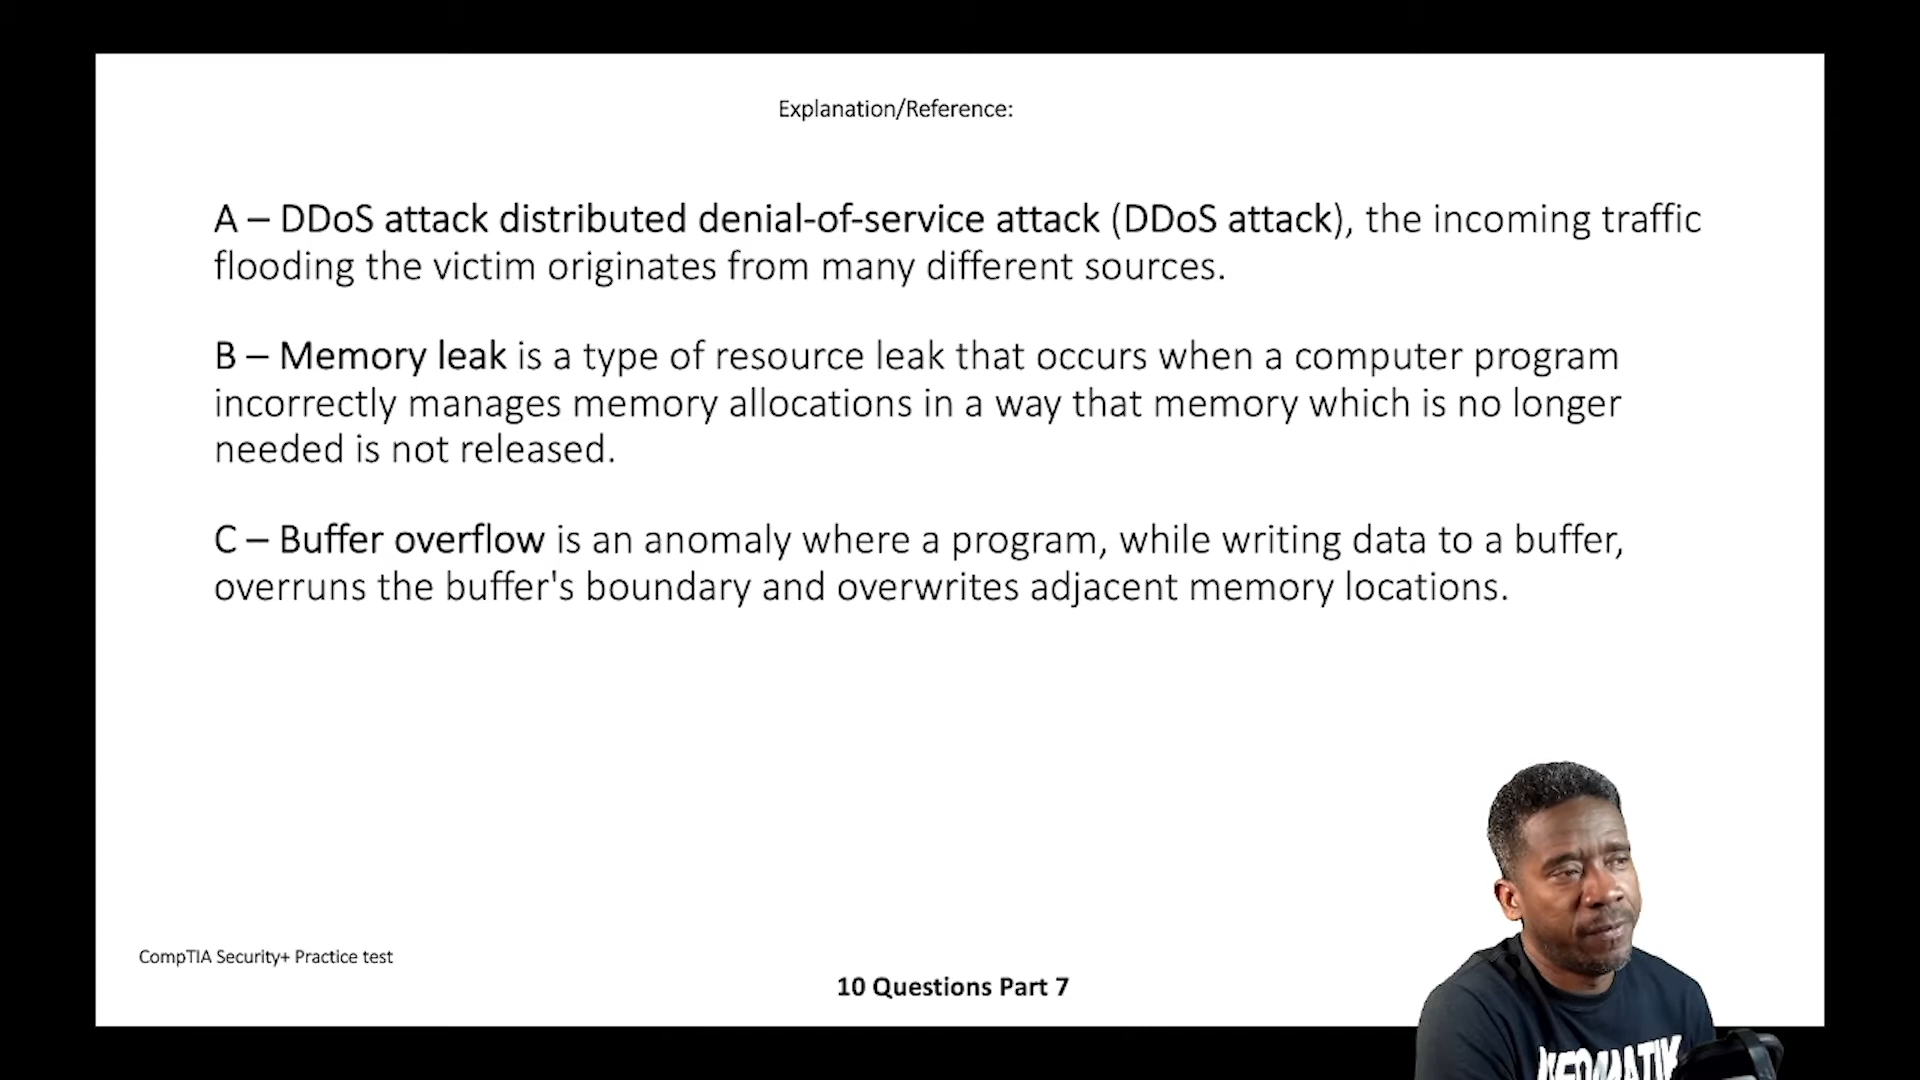 Explanation/Reference:
A – DDoS attack distributed denial-of-service attack (DDoS attack), the incoming traffic
flooding the victim originates from many different sources.
B – Memory leak is a type of resource leak that occurs when a computer program
incorrectly manages memory allocations in a way that memory which is no longer
needed is not released.
C – Buffer overflow is an anomaly where a program, while writing data to a buffer,
overruns the buffer's boundary and overwrites adjacent memory locations.
CompTIA Security+ Practice test
10 Questions Part 7